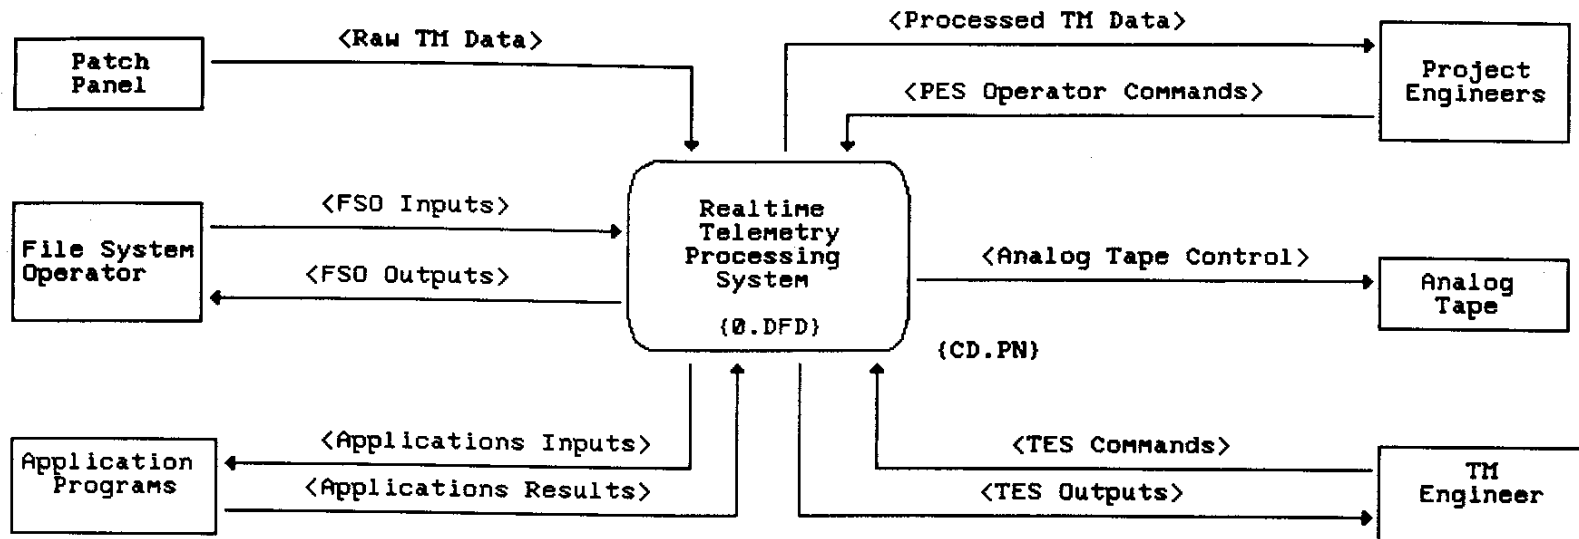 <Processed TM Data>
<Raw TM Data>
Patch
Panel
Project
Engineers
<PES Operator Commands>
<FSO Inputs>
File System
Operator
<FSO Outputs>
Realtime
Telemetry
Processing
System
{0.DFD}
<Analog Tape Control>
Analog
Tape
{CD.PN}
<Applications Inputs>
Application
Programs
<Applications Results>
<TES Commands>
<TES Outputs>
TM
Engineer